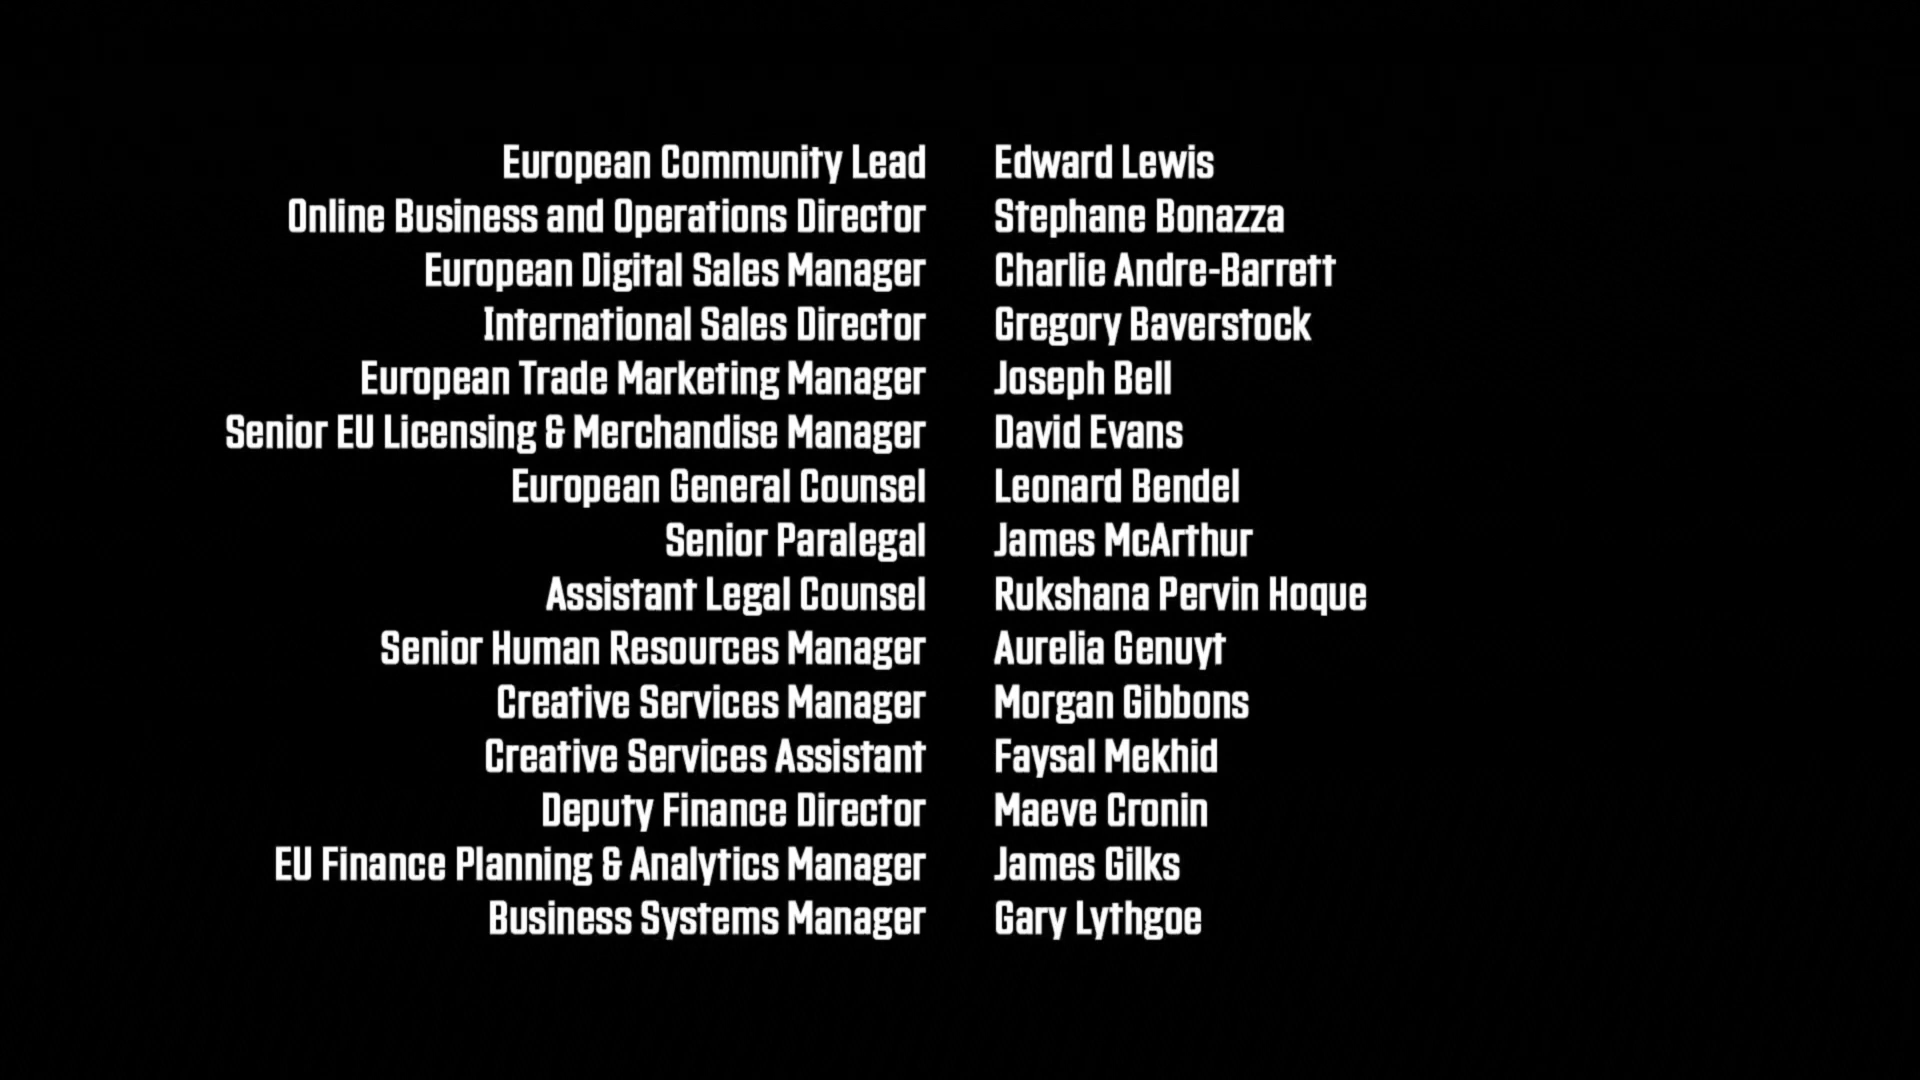 European Community Lead Edward Lewis
Online Business and Operations Director Stephane Bonazza
European Digital Sales Manager Charlie Andre-Barrett
International Sales Director Gregory Baverstock
European Trade Marketing Manager Joseph Bell
Senior EU Licensing & Merchandise Manager David Evans
European General Counsel Leonard Bendel
Senior Paralegal James McArthur
Assistant Legal Counsel Rukshana Pervin Hoque
Senior Human Resources Manager Aurelia Genuyt
Creative Services Manager Morgan Gibbons
Creative Services Assistant Faysal Mekhid
Deputy Finance Director Maeve Cronin
EU Finance Planning & Analytics Manager James Gilks
Business Systems Manager Gary Lythgoe